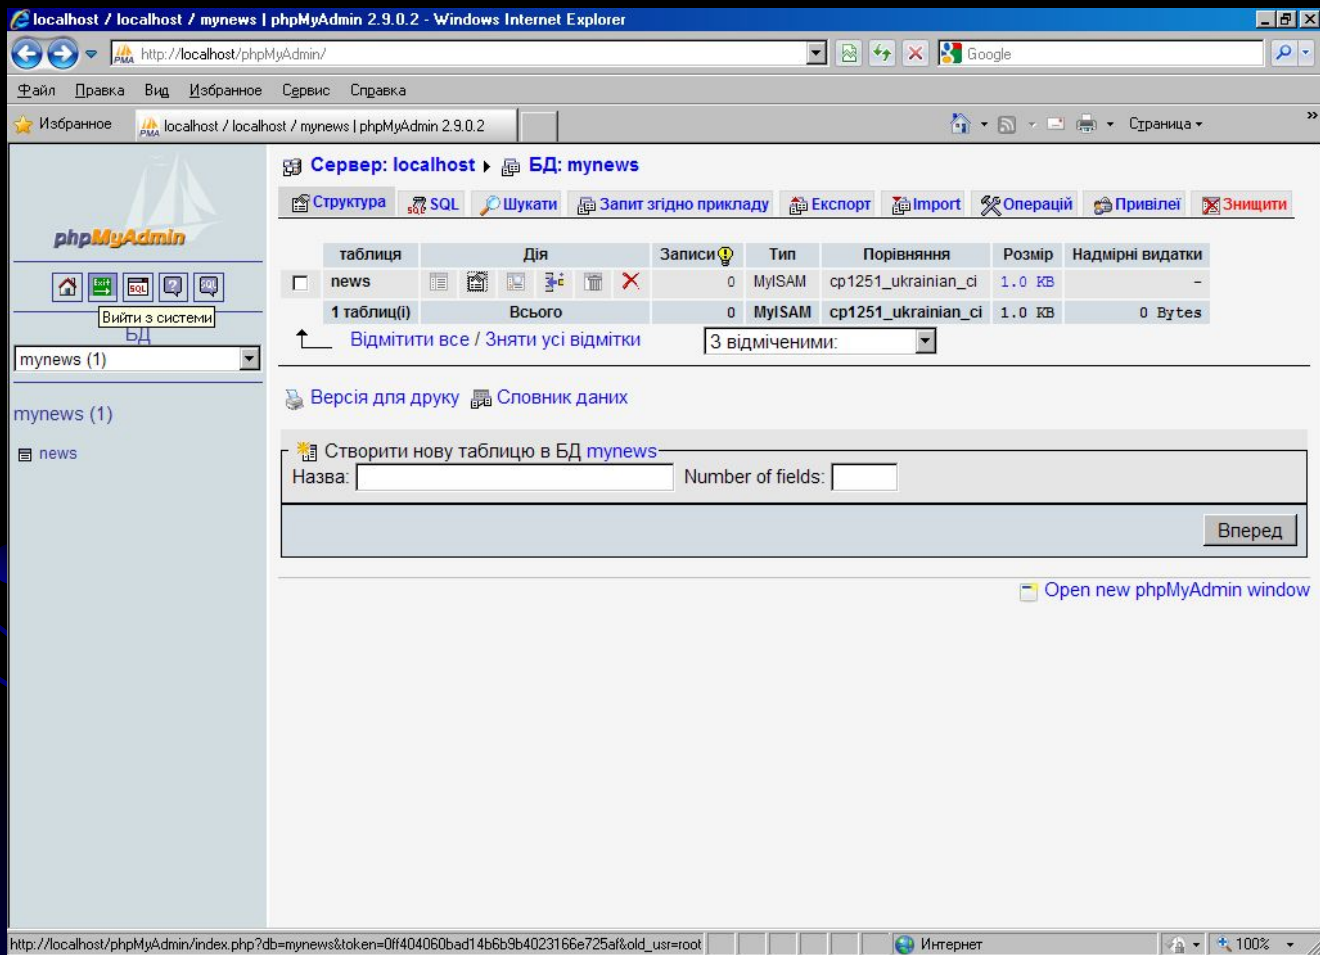 localhost / localhost / mynews | phpMyAdmin 2.9.0.2 - Windows Internet Explorer
http://localhost/phpMyAdmin/
Google
Файл Правка Вид Избранное Сервис Справка
Избранное
localhost / localhost / mynews | phpMyAdmin 2.9.0.2
Страница
phpMyAdmin
Exit SQL ? SQL
Вийти з системи
БД
mynews (1)
mynews (1)
news
Сервер: localhost БД: mynews
Структура SQL Шукати Запит згідно прикладу Експорт Import Операцій Привілеї Знищити
таблиця Дія Записи Тип Порівняння Розмір Надмірні видатки
news 0 MyISAM cp1251_ukrainian_ci 1.0 KB -
1 таблиц(і) Всього 0 MyISAM cp1251_ukrainian_ci 1.0 KB 0 Bytes
Відмітити все / Зняти усі відмітки З відміченими:
Версія для друку Словник даних
Створити нову таблицю в БД mynews
Назва: Number of fields:
Вперед
Open new phpMyAdmin window
http://localhost/phpMyAdmin/index.php?db=mynews&token=0ff404060bad14b6b9b4023166e725af&old_usr=root
Интернет
100%